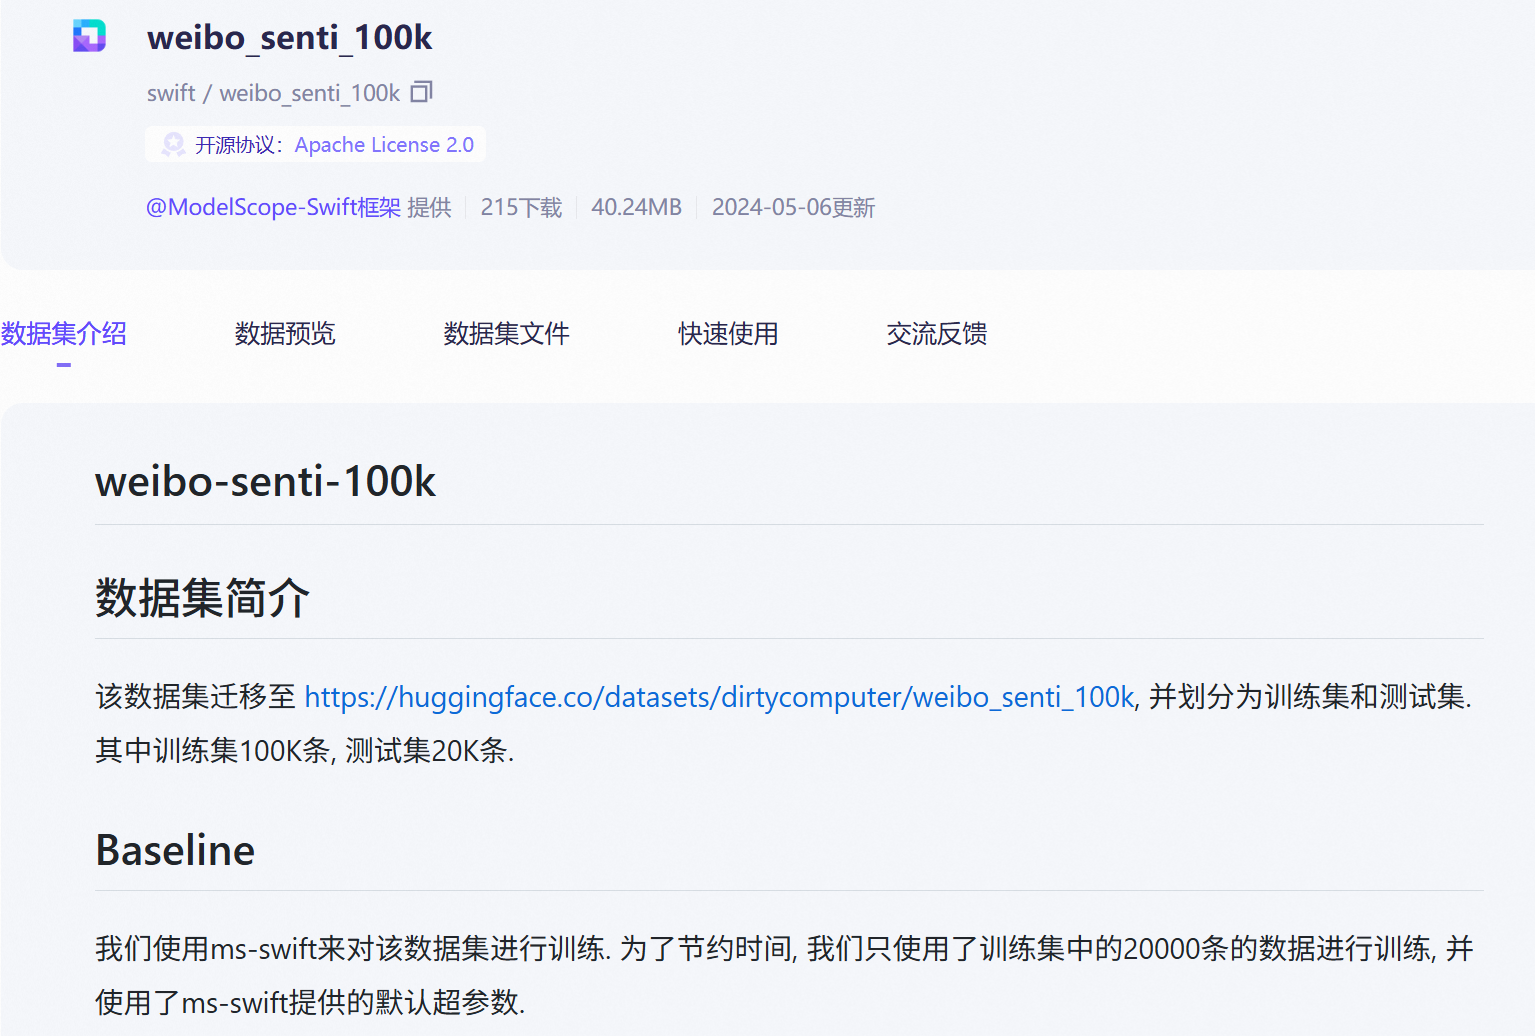 weibo_senti_100k
swift / weibo_senti_100k
开源协议：Apache License 2.0
@ModelScope-Swift框架 提供 215下载 40.24MB 2024-05-06更新
数据集介绍 数据预览 数据集文件 快速使用 交流反馈
weibo-senti-100k
数据集简介
该数据集迁移至 https://huggingface.co/datasets/dirtycomputer/weibo_senti_100k, 并划分为训练集和测试集.
其中训练集100K条, 测试集20K条.
Baseline
我们使用ms-swift来对该数据集进行训练. 为了节约时间, 我们只使用了训练集中的20000条的数据进行训练, 并
使用了ms-swift提供的默认超参数.